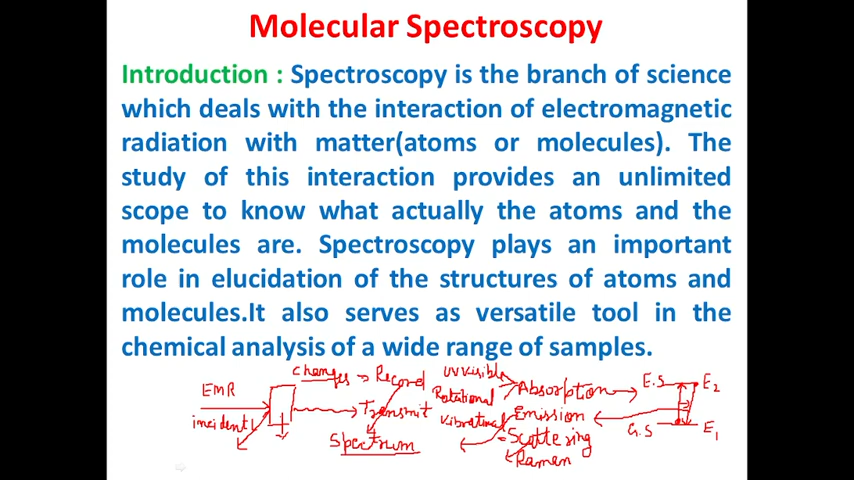 Molecular Spectroscopy
Introduction : Spectroscopy is the branch of science
which deals with the interaction of electromagnetic
radiation with matter(atoms or molecules). The
study of this interaction provides an unlimited
scope to know what actually the atoms and the
molecules are. Spectroscopy plays an important
role in elucidation of the structures of atoms and
molecules.It also serves as versatile tool in the
chemical analysis of a wide range of samples.
changes → Record
EMR
incident
Transmit
Spectrum
UV Visible
Rotational
Vibrational
Absorption
Emission
Scattering
Raman
E.S
E2
G.S
E1